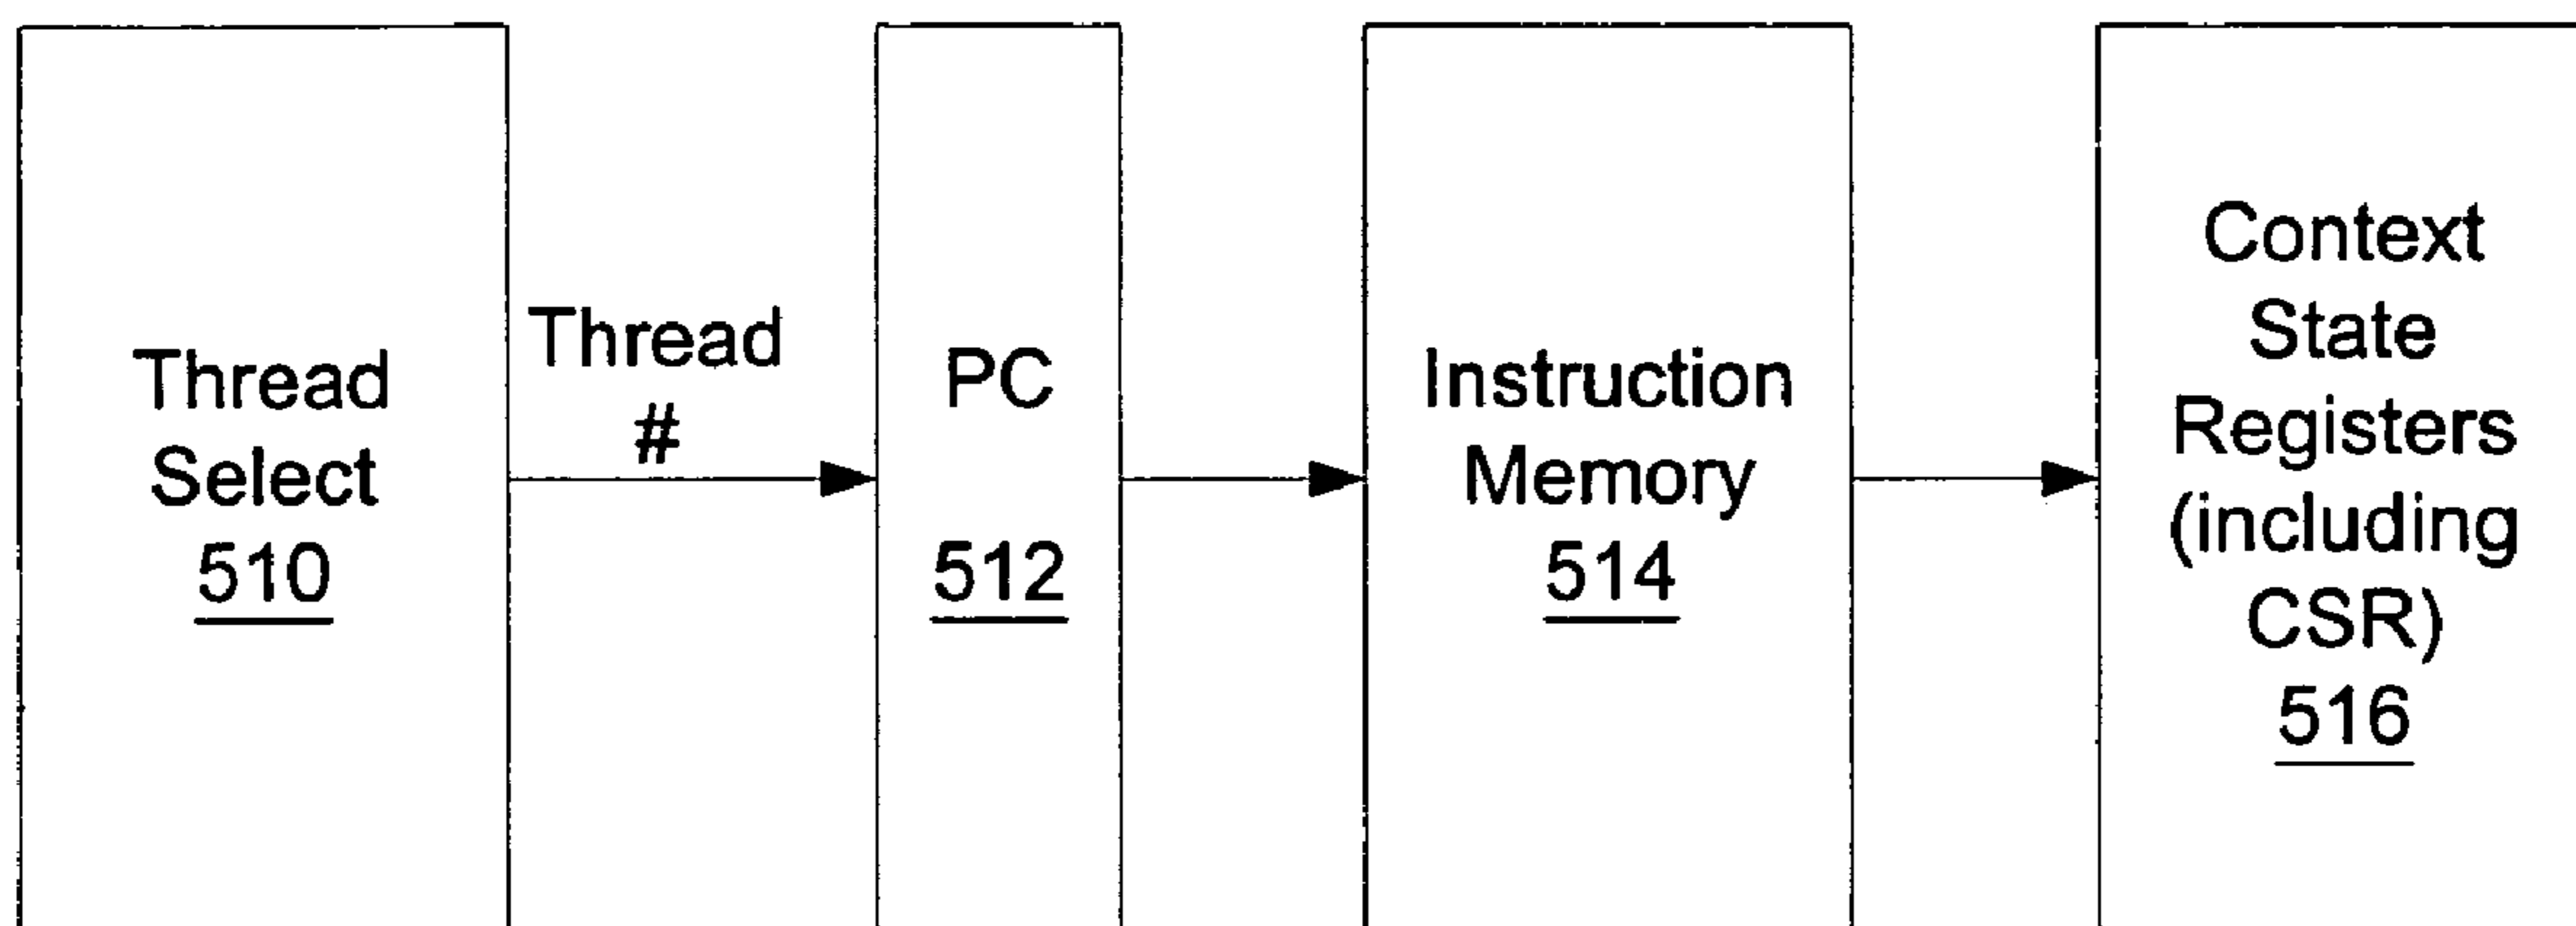 Thread
Select
510
Thread
#
PC
512
Instruction
Memory
514
Context
State
Registers
(including
CSR)
516